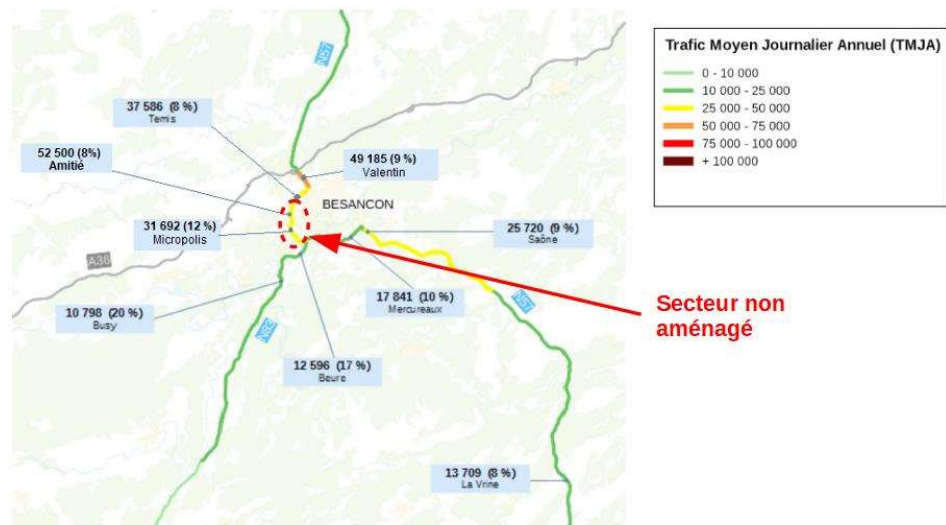 N57
37 586 (8 %)
Temis
52 500 (8%)
Amitié
49 185 (9 %)
Valentin
BESANCON
31 692 (12 %)
Micropolis
25 720 (9 %)
Saône
A36
10 798 (20 %)
Busy
17 841 (10 %)
Mercureaux
N57
N83
12 596 (17 %)
Beure
13 709 (8 %)
La Vrine
Trafic Moyen Journalier Annuel (TMJA)
0 - 10 000
10 000 - 25 000
25 000 - 50 000
50 000 - 75 000
75 000 - 100 000
+ 100 000
Secteur non
aménagé